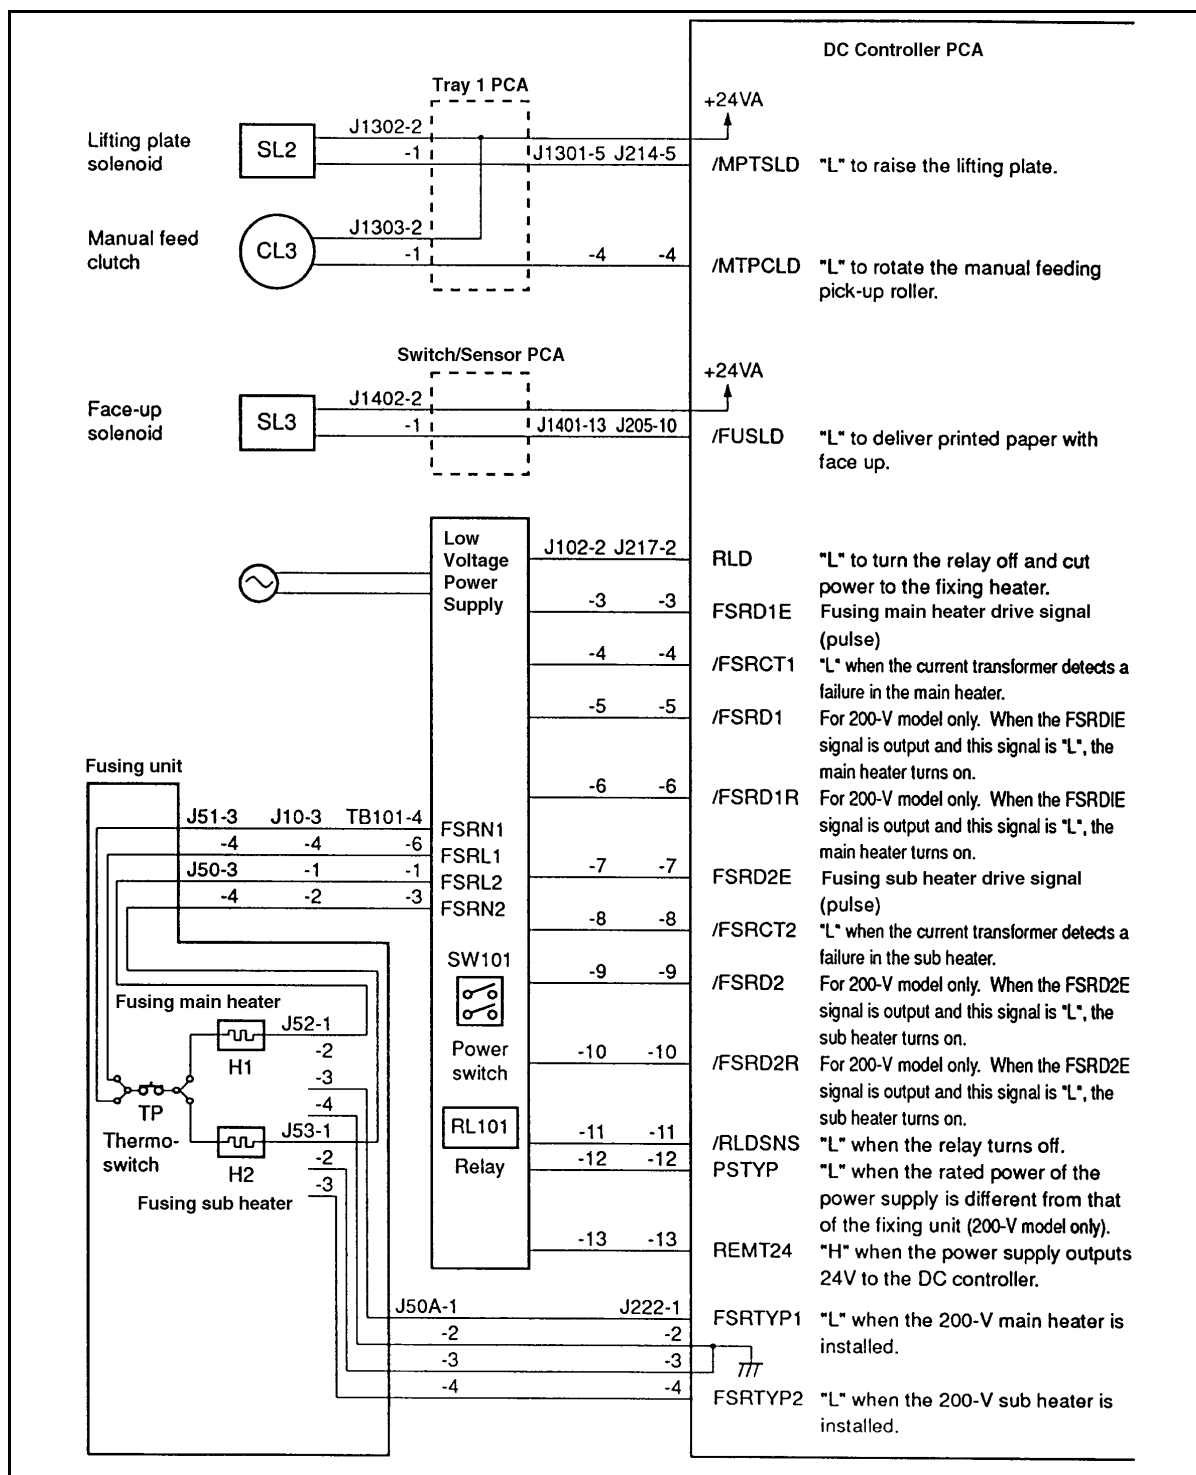 DC Controller PCA
Tray 1 PCA
+24VA
Lifting plate
solenoid
SL2
J1302-2
-1
J1301-5 J214-5
/MPTSLD "L" to raise the lifting plate.
Manual feed
clutch
CL3
J1303-2
-1
-4 -4
/MTPCLD "L" to rotate the manual feeding
pick-up roller.
Switch/Sensor PCA
+24VA
Face-up
solenoid
SL3
J1402-2
-1
J1401-13 J205-10
/FUSLD "L" to deliver printed paper with
face up.
Low
Voltage
Power
Supply
J102-2 J217-2
RLD "L" to turn the relay off and cut
power to the fixing heater.
-3 -3
FSRD1E Fusing main heater drive signal
(pulse)
-4 -4
/FSRCT1 "L" when the current transformer detects a
failure in the main heater.
-5 -5
/FSRD1 For 200-V model only. When the FSRDIE
signal is output and this signal is "L", the
main heater turns on.
-6 -6
/FSRD1R For 200-V model only. When the FSRDIE
signal is output and this signal is "L", the
main heater turns on.
-7 -7
FSRD2E Fusing sub heater drive signal
(pulse)
-8 -8
/FSRCT2 "L" when the current transformer detects a
failure in the sub heater.
-9 -9
/FSRD2 For 200-V model only. When the FSRD2E
signal is output and this signal is "L", the
sub heater turns on.
-10 -10
/FSRD2R For 200-V model only. When the FSRD2E
signal is output and this signal is "L", the
sub heater turns on.
-11 -11
/RLDSNS "L" when the relay turns off.
-12 -12
PSTYP "L" when the rated power of the
power supply is different from that
of the fixing unit (200-V model only).
-13 -13
REMT24 "H" when the power supply outputs
24V to the DC controller.
Fusing unit
J51-3 J10-3 TB101-4
FSRN1
-4 -4 -6
FSRL1
J50-3 -1 -1
FSRL2
-4 -2 -3
FSRN2
SW101
Power
switch
RL101
Relay
Fusing main heater
J52-1
-2
H1
-3
-4
TP
Thermo-
switch
J53-1
-2
H2
-3
Fusing sub heater
J50A-1 J222-1
FSRTYP1 "L" when the 200-V main heater is
installed.
-2 -2
-3 -3
-4 -4
FSRTYP2 "L" when the 200-V sub heater is
installed.